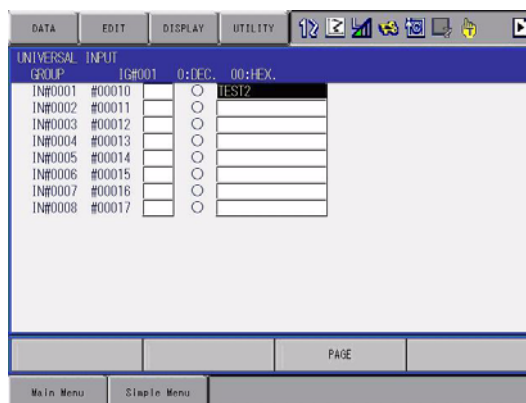 DATA EDIT DISPLAY UTILITY
UNIVERSAL INPUT
GROUP IG#001 0:DEC. 00:HEX.
IN#0001 #00010 TEST2
IN#0002 #00011
IN#0003 #00012
IN#0004 #00013
IN#0005 #00014
IN#0006 #00015
IN#0007 #00016
IN#0008 #00017
PAGE
Main Menu Simple Menu